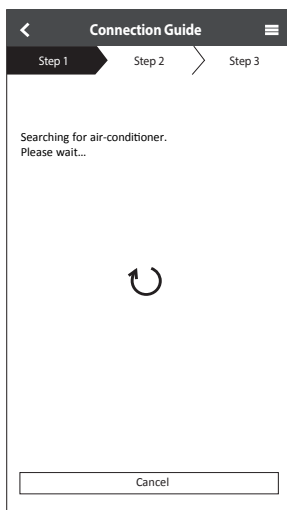 Connection Guide
Step 1 Step 2 Step 3
Searching for air-conditioner.
Please wait...
Cancel